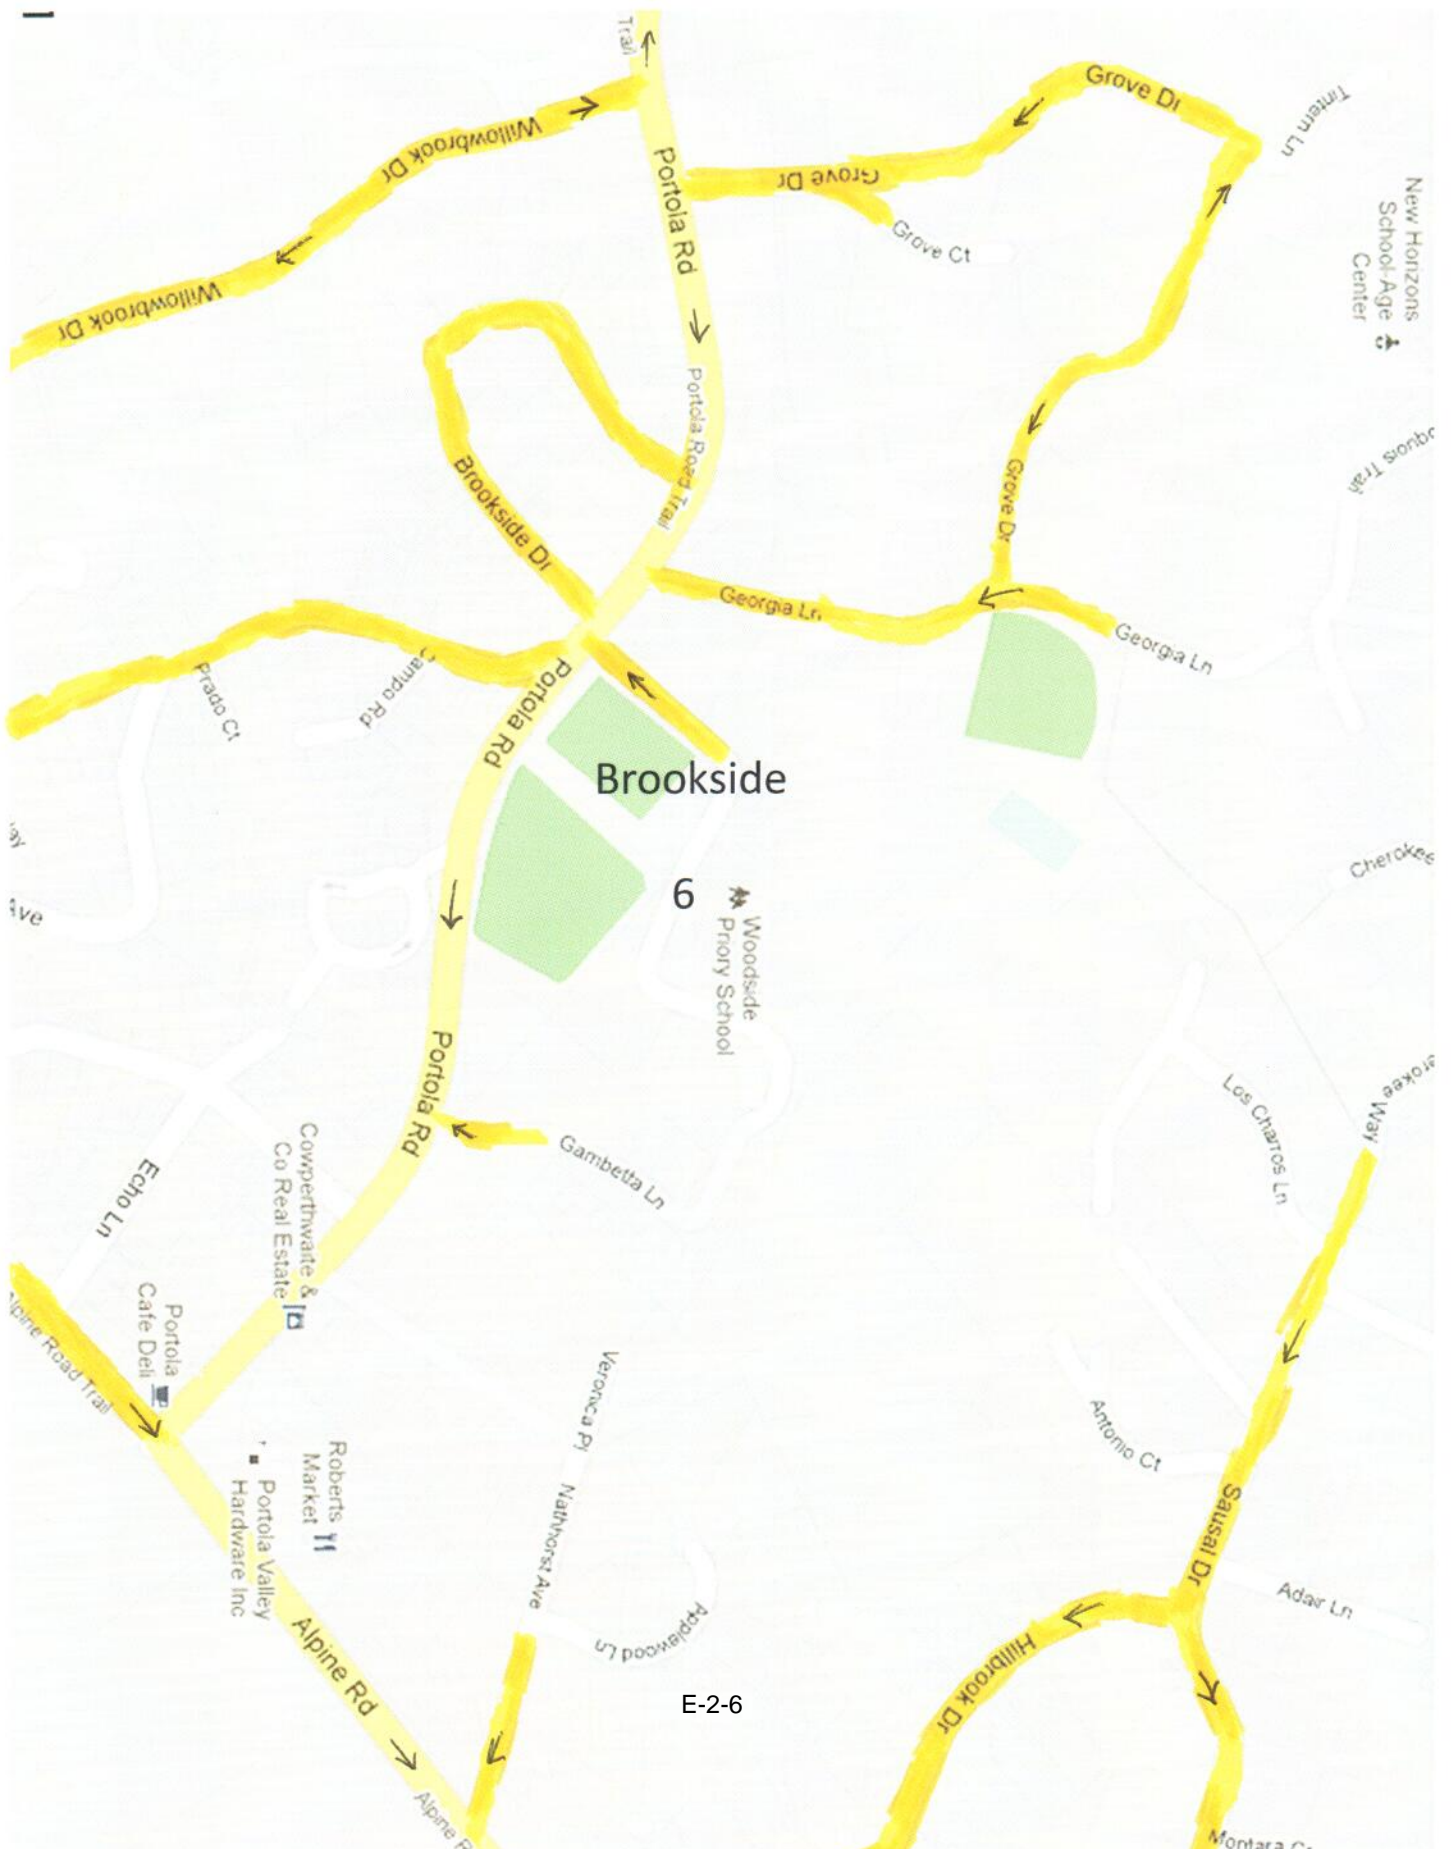 Trail
Grove Dr
Tintern Ln
Willowbrook Dr
Portola Rd
Grove Dr
Grove Ct
New Horizons
School-Age
Center
Willowbrook Dr
Portola Road Trail
Brookside Dr
Grove Dr
Georgia Ln
Georgia Ln
Prado Ct
Campo Rd
Portola Rd
Brookside
Cherokee
Ave
6
Woodside
Priory School
Portola Rd
Los Charros Ln
Way
Gambetta Ln
Echo Ln
Cowperthwaite &
Co Real Estate
Portola
Cafe Deli
Alpine Road Trail
Veronica Pl
Antonio Ct
Roberts
Market
Portola Valley
Hardware Inc
Nathhorst Ave
Sausal Dr
Adair Ln
Applewood Ln
Alpine Rd
Hillbrook Dr
E-2-6
Alpine R
Montara